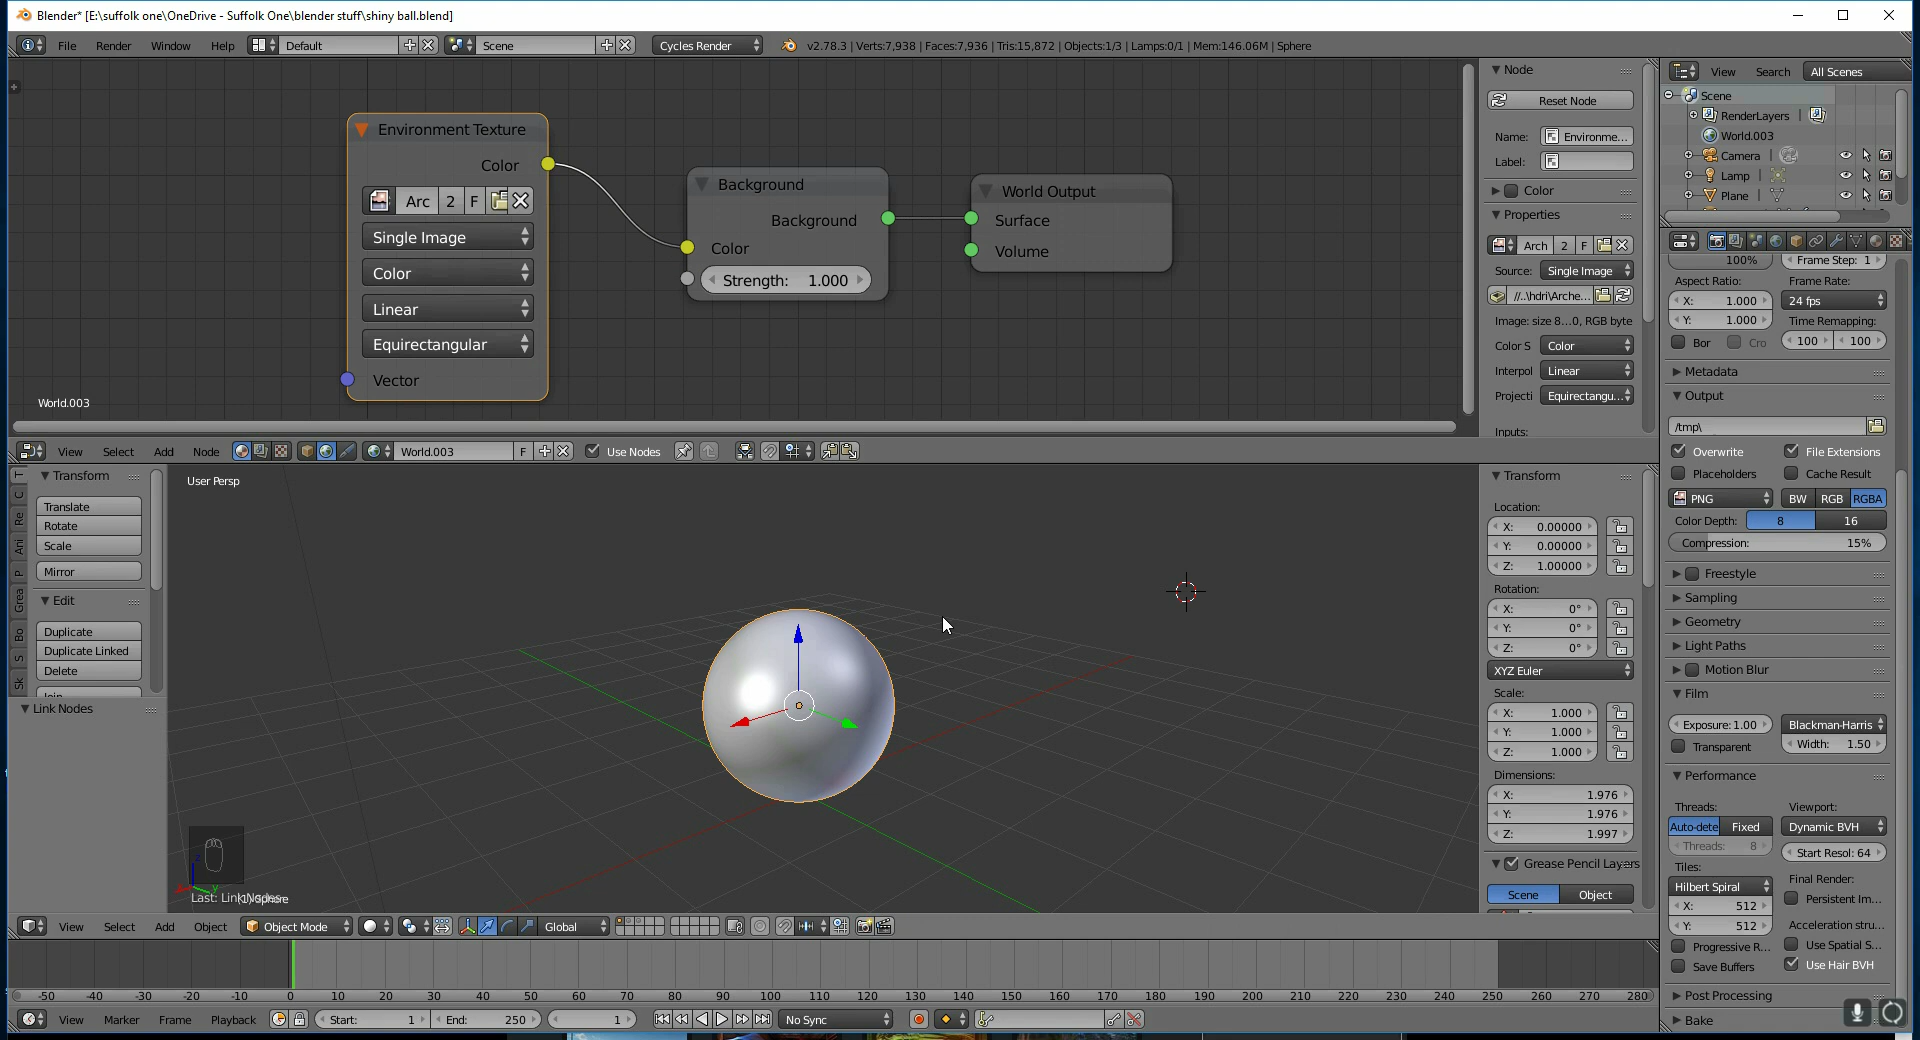 Blender* [E:\suffolk one\OneDrive - Suffolk One\blender stuff\shiny ball.blend]
File Render Window Help Default Scene Cycles Render v2.78.3 | Verts:7,938 | Faces:7,936 | Tris:15,872 | Objects:1/3 | Lamps:0/1 | Mem:146.06M | Sphere
Environment Texture
Color
Arc 2 F
Single Image
Color
Linear
Equirectangular
Vector
Background
Background
Color
Strength: 1.000
World Output
Surface
Volume
World.003
Node
Reset Node
Name: Environme...
Label:
Color
Properties
Arch 2 F
Source: Single Image
//..\hdri\Arche...
Image: size 8...0, RGB byte
Color S Color
Interpol Linear
Projecti Equirectangu...
Inputs:
View Search All Scenes
Scene
RenderLayers
World.003
Camera
Lamp
Plane
View Select Add Node World.003 F Use Nodes
Transform
Translate
Rotate
Scale
Mirror
Edit
Duplicate
Duplicate Linked
Delete
Join
Link Nodes
T
C
Re
Ani
P
Grea
Bo
S
Sk
User Persp
Last: Link Nodes
(1) Sphere
Transform
Location:
X: 0.00000
Y: 0.00000
Z: 1.00000
Rotation:
X: 0°
Y: 0°
Z: 0°
XYZ Euler
Scale:
X: 1.000
Y: 1.000
Z: 1.000
Dimensions:
X: 1.976
Y: 1.976
Z: 1.997
Grease Pencil Layers
Scene Object
100% Frame Step: 1
Aspect Ratio: Frame Rate:
X: 1.000 24 fps
Y: 1.000 Time Remapping:
Bor Cro 100 100
Metadata
Output
/tmp\
Overwrite File Extensions
Placeholders Cache Result
PNG BW RGB RGBA
Color Depth: 8 16
Compression: 15%
Freestyle
Sampling
Geometry
Light Paths
Motion Blur
Film
Exposure: 1.00 Blackman-Harris
Transparent Width: 1.50
Performance
Threads: Viewport:
Auto-dete Fixed Dynamic BVH
Threads: 8 Start Resol: 64
Tiles: Final Render:
Hilbert Spiral Persistent Im...
X: 512
Y: 512 Acceleration stru...
Progressive R... Use Spatial S...
Save Buffers Use Hair BVH
Post Processing
Bake
View Select Add Object Object Mode Global
-50 -40 -30 -20 -10 0 10 20 30 40 50 60 70 80 90 100 110 120 130 140 150 160 170 180 190 200 210 220 230 240 250 260 270 280
View Marker Frame Playback Start: 1 End: 250 1 No Sync